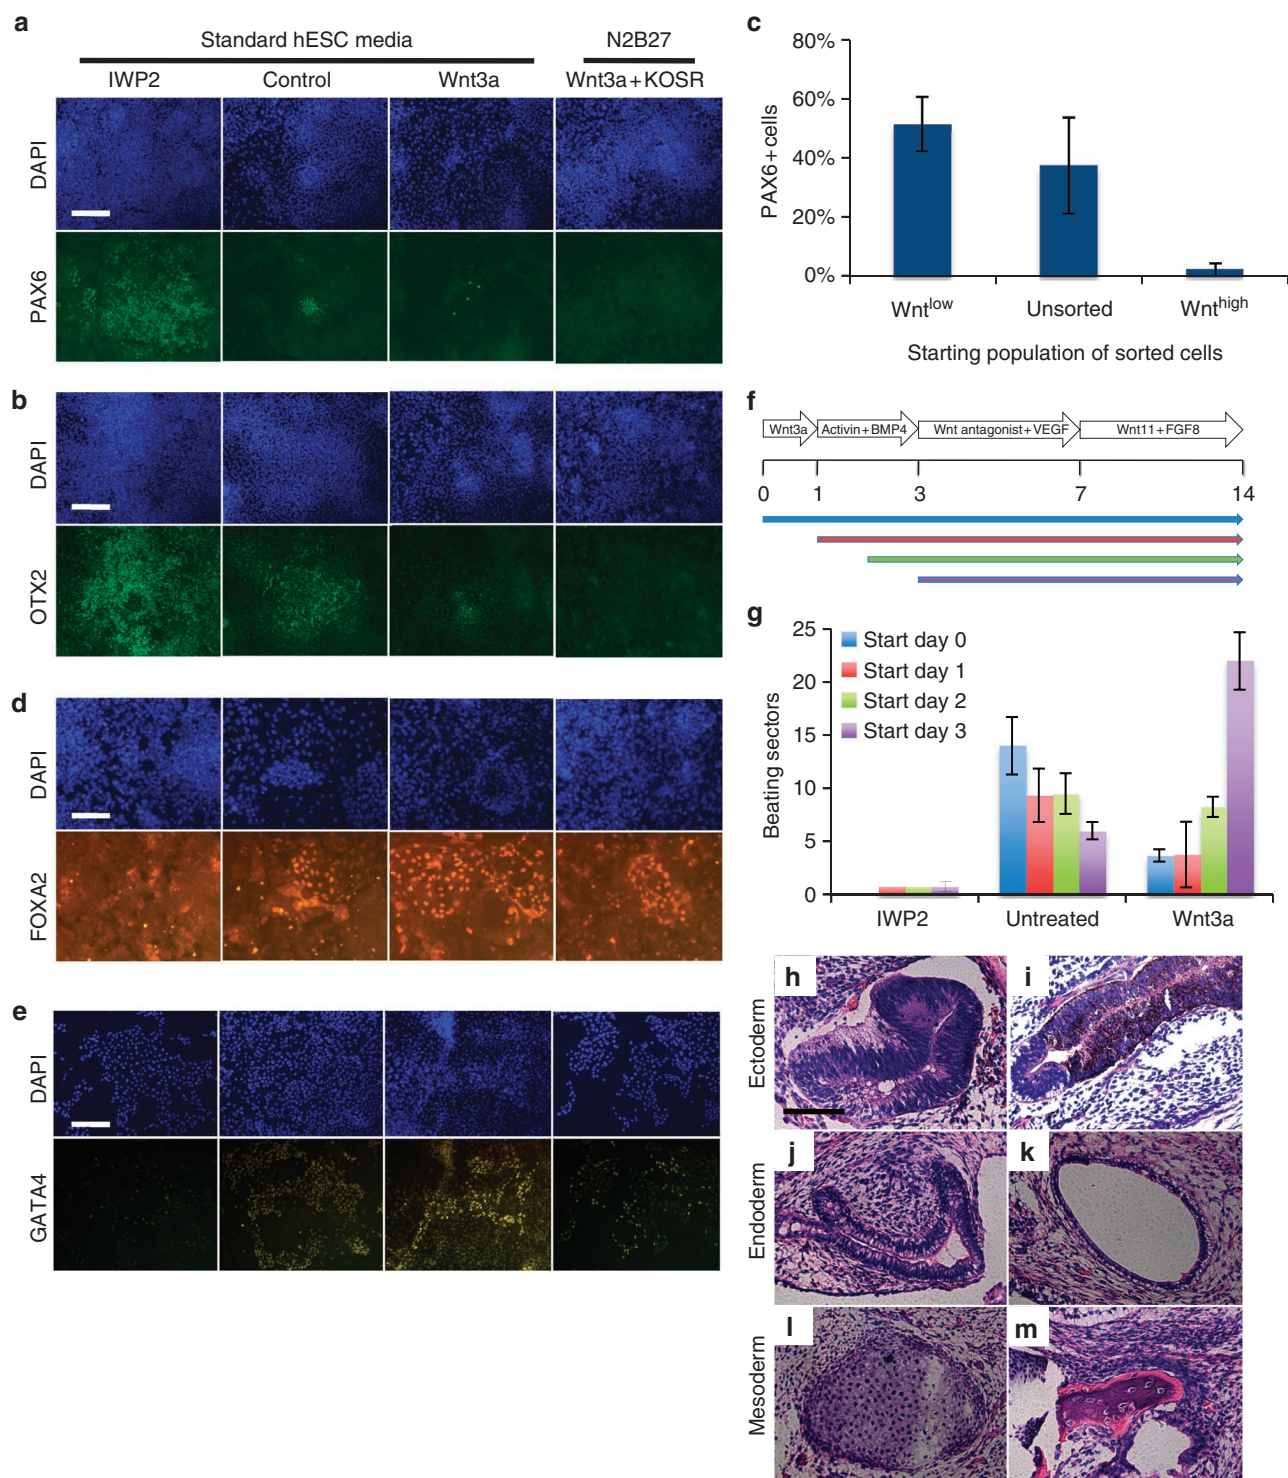 a
Standard hESC media
N2B27
IWP2
Control
Wnt3a
Wnt3a+KOSR
DAPI
PAX6
b
DAPI
OTX2
d
DAPI
FOXA2
e
DAPI
GATA4
c
80%
60%
40%
20%
0%
PAX6+cells
Wntlow
Unsorted
Wnthigh
Starting population of sorted cells
f
Wnt3a
Activin+BMP4
Wnt antagonist+VEGF
Wnt11+FGF8
0
1
3
7
14
g
25
20
15
10
5
0
Beating sectors
Start day 0
Start day 1
Start day 2
Start day 3
IWP2
Untreated
Wnt3a
h
i
Ectoderm
j
k
Endoderm
l
m
Mesoderm